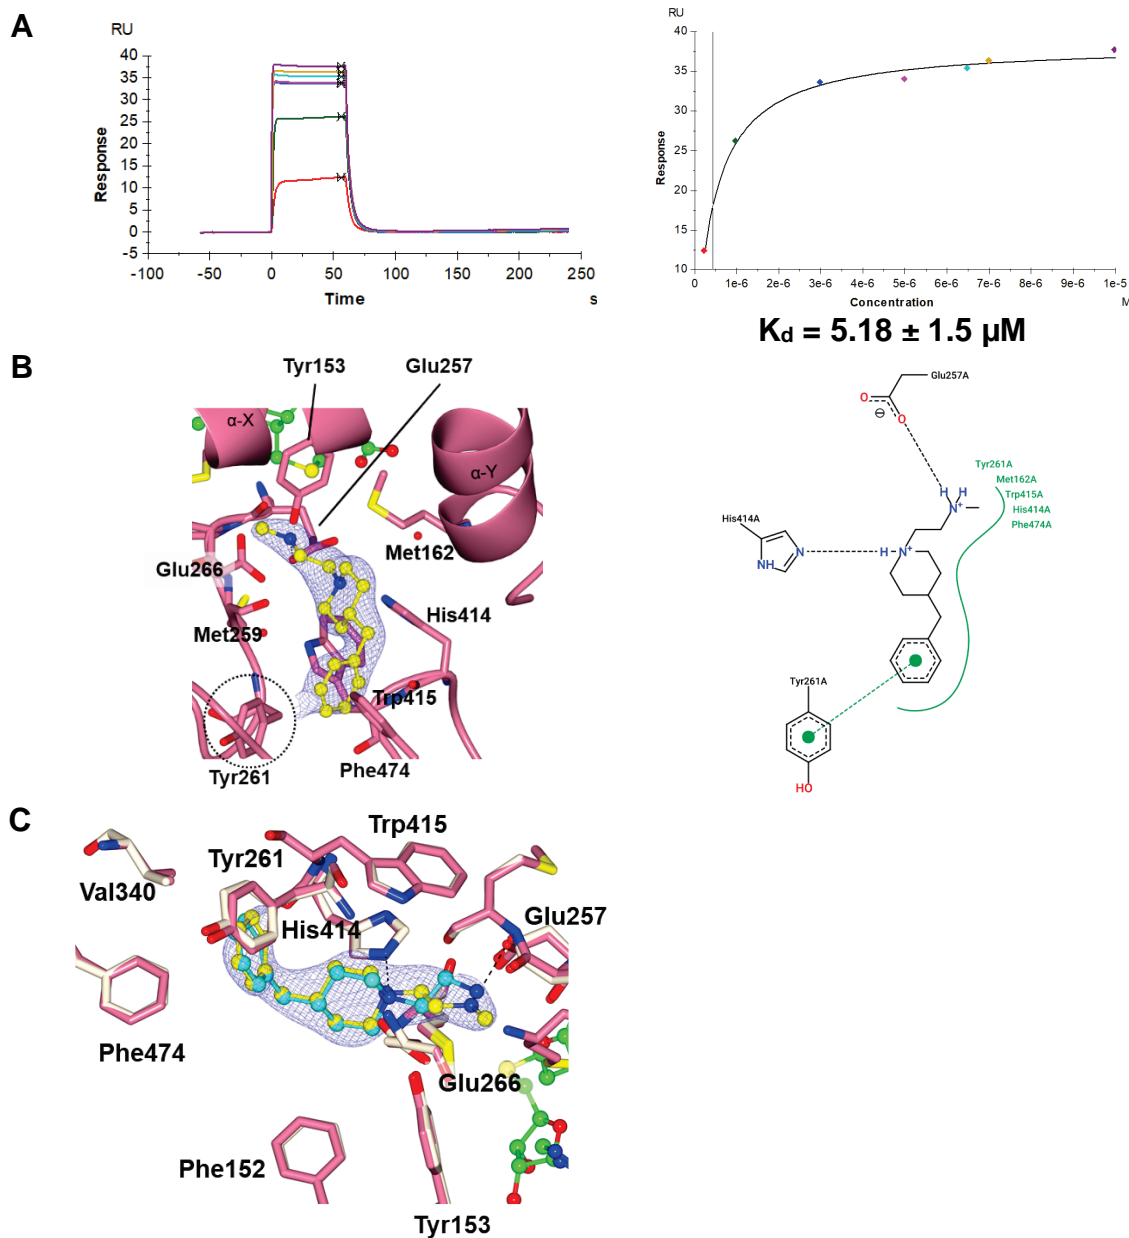 A
RU
40
35
30
25
20
15
10
5
0
-5
Response
-100 -50 0 50 100 150 200 250
Time s
RU
40
35
30
25
20
15
10
Response
0 1e-6 2e-6 3e-6 4e-6 5e-6 6e-6 7e-6 8e-6 9e-6 1e-5
Concentration M
Kd = 5.18 ± 1.5 µM
B
Tyr153 Glu257
α-X
α-Y
Met162
Glu266
His414
Met259
Trp415
Tyr261
Phe474
Glu257A
O
⊖
O
Tyr261A
Met162A
Trp415A
His414A
Phe474A
H H
N+
His414A
N
H N+
NH
Tyr261A
HO
C
Trp415
Tyr261
Val340
Glu257
His414
Phe474
Glu266
Phe152
Tyr153